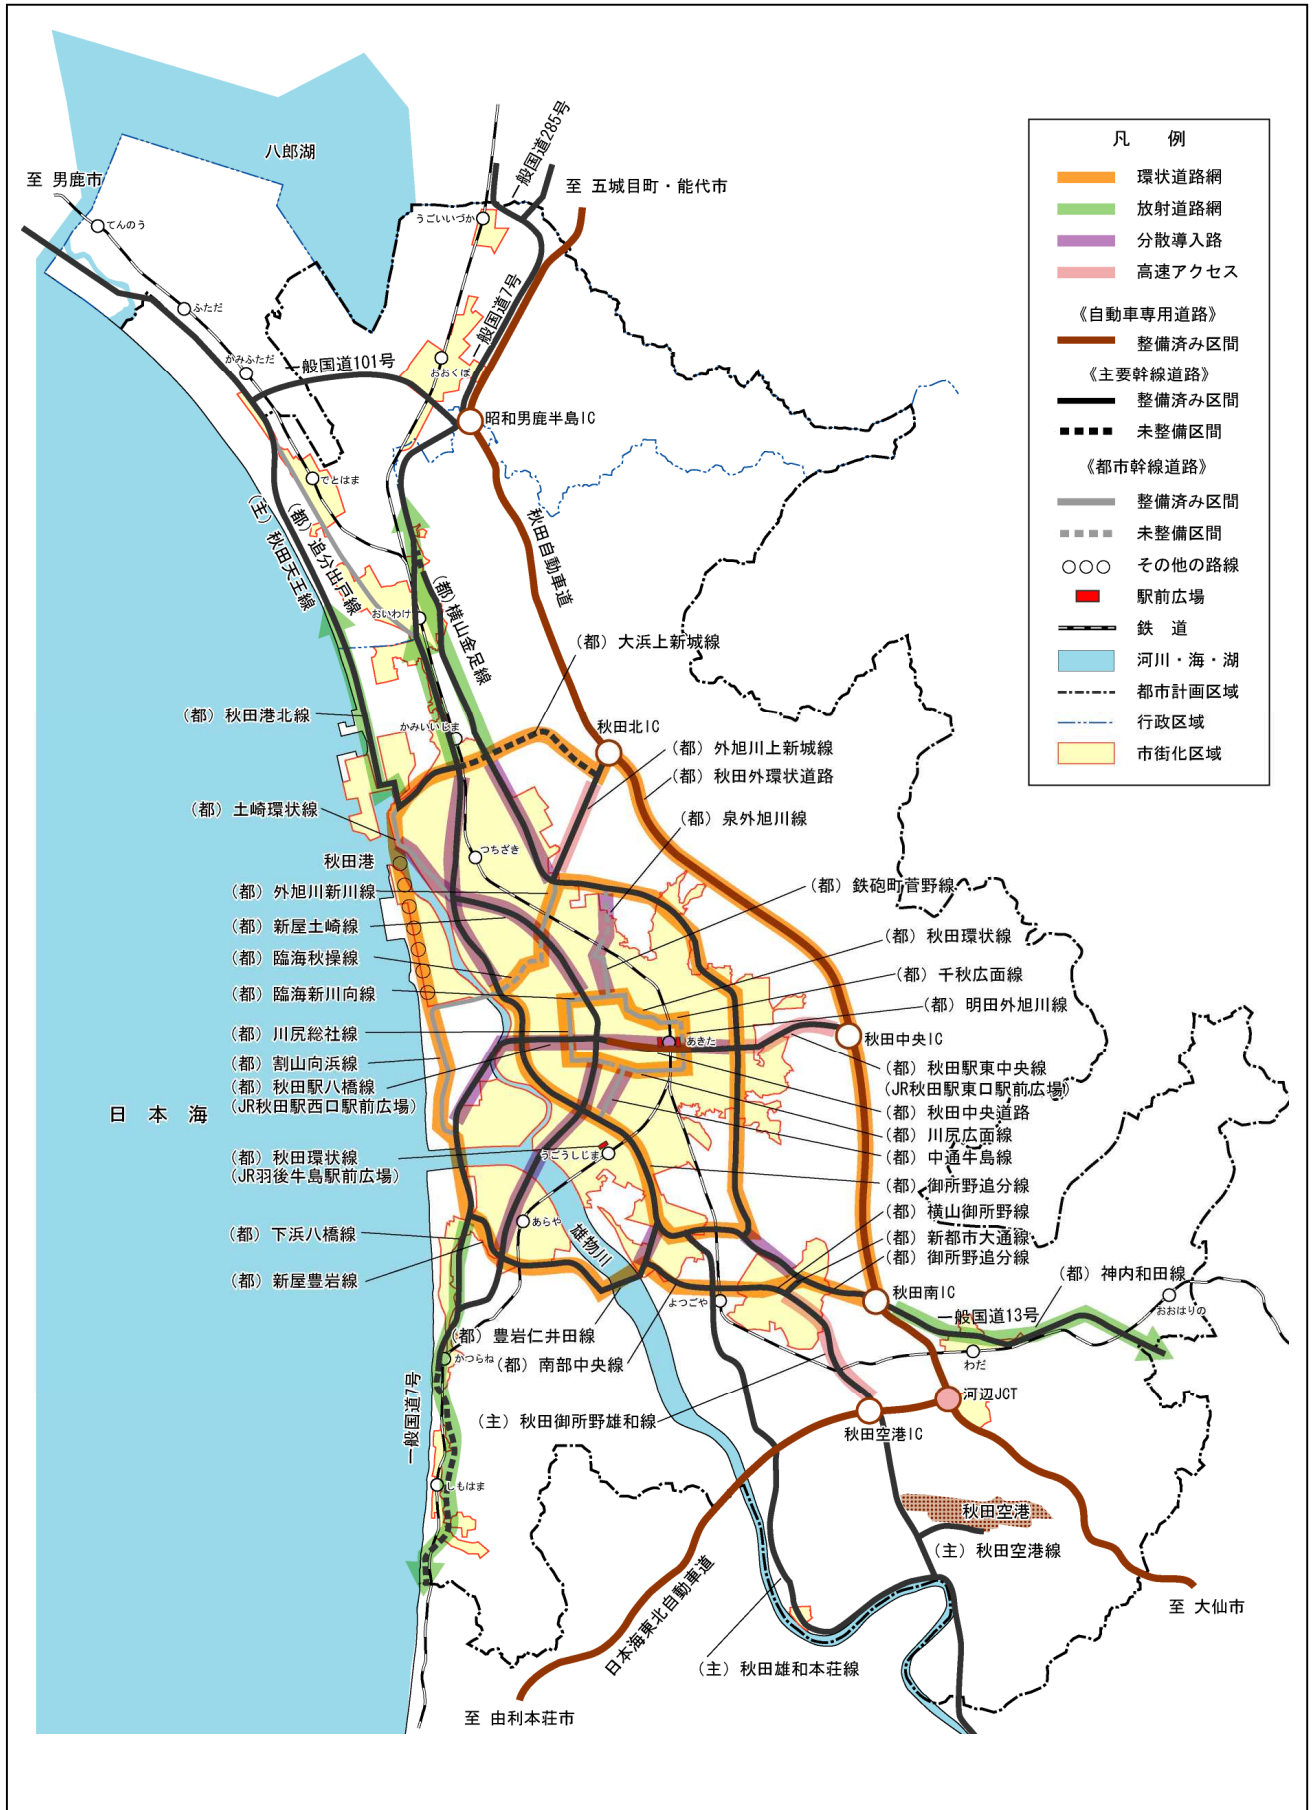 凡 例
環状道路網
放射道路網
分散導入路
高速アクセス
《自動車専用道路》
整備済み区間
《主要幹線道路》
整備済み区間
未整備区間
《都市幹線道路》
整備済み区間
未整備区間
その他の路線
駅前広場
鉄 道
河川・海・湖
都市計画区域
行政区域
市街化区域
八郎湖
至 男鹿市
てんのう
ふただ
かみふただ
一般国道101号
うごいいづか
一般国道285号
至 五城目町・能代市
一般国道7号
おおくぼ
昭和男鹿半島IC
でとはま
(主)秋田天王線
(都)追分出戸線
おいわけ
(都)横山金足線
秋田自動車道
(都)大浜上新城線
(都)秋田港北線
かみいいじま
秋田北IC
(都)外旭川上新城線
(都)秋田外環状道路
(都)土崎環状線
(都)泉外旭川線
つちざき
秋田港
(都)外旭川新川線
(都)鉄砲町菅野線
(都)新屋土崎線
(都)秋田環状線
(都)臨海秋操線
(都)千秋広面線
(都)臨海新川向線
(都)明田外旭川線
(都)川尻総社線
あきた
秋田中央IC
(都)割山向浜線
(都)秋田駅東中央線
(JR秋田駅東口駅前広場)
(都)秋田駅八橋線
(JR秋田駅西口駅前広場)
(都)秋田中央道路
日 本 海
(都)川尻広面線
(都)秋田環状線
(JR羽後牛島駅前広場)
うごうしじま
(都)中通牛島線
(都)御所野追分線
(都)横山御所野線
あらや
(都)下浜八橋線
雄物川
(都)新都市大通線
(都)御所野追分線
(都)新屋豊岩線
(都)神内和田線
よつごや
秋田南IC
一般国道13号
おおはりの
(都)豊岩仁井田線
かつらね
(都)南部中央線
わだ
一般国道7号
(主)秋田御所野雄和線
河辺JCT
秋田空港IC
しもはま
秋田空港
(主)秋田空港線
日本海東北自動車道
至 大仙市
(主)秋田雄和本荘線
至 由利本荘市